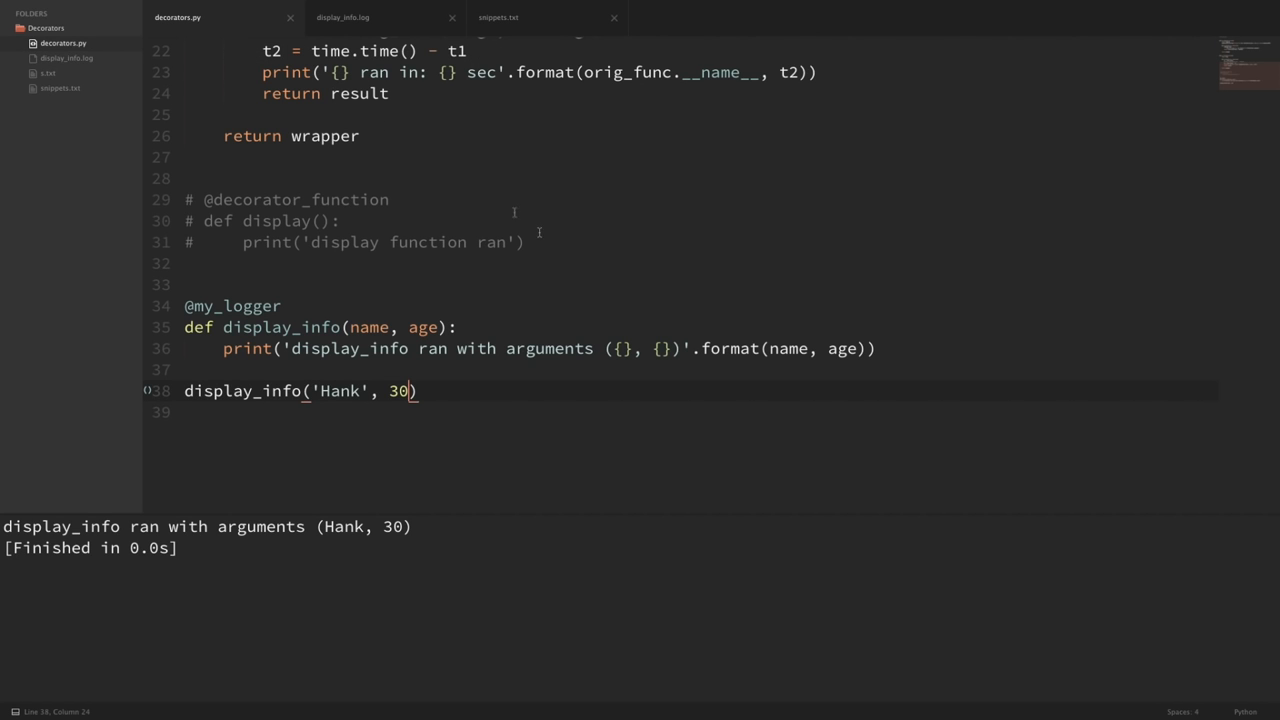 FOLDERS
Decorators
decorators.py
display_info.log
s.txt
snippets.txt
decorators.py
display_info.log
snippets.txt
22 t2 = time.time() - t1
23 print('{} ran in: {} sec'.format(orig_func.__name__, t2))
24 return result
25
26 return wrapper
27
28
29 # @decorator_function
30 # def display():
31 # print('display function ran')
32
33
34 @my_logger
35 def display_info(name, age):
36 print('display_info ran with arguments ({}, {})'.format(name, age))
37
38 display_info('Hank', 30)
39
display_info ran with arguments (Hank, 30)
[Finished in 0.0s]
Line 38, Column 24
Spaces: 4
Python